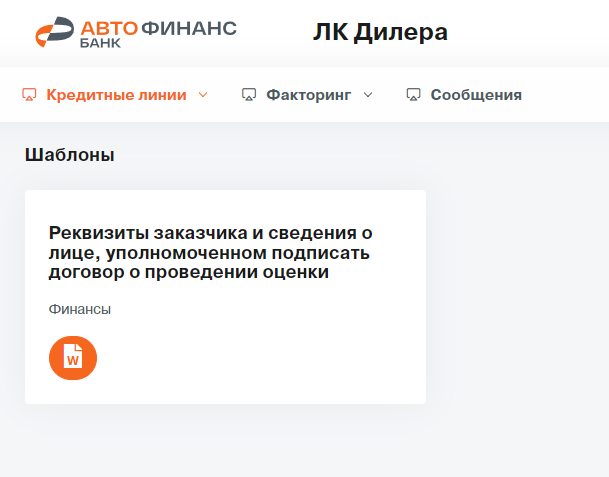 АВТО ФИНАНС
БАНК
ЛК Дилера
Кредитные линии
Факторинг
Сообщения
Шаблоны
Реквизиты заказчика и сведения о
лице, уполномоченном подписать
договор о проведении оценки
Финансы
W